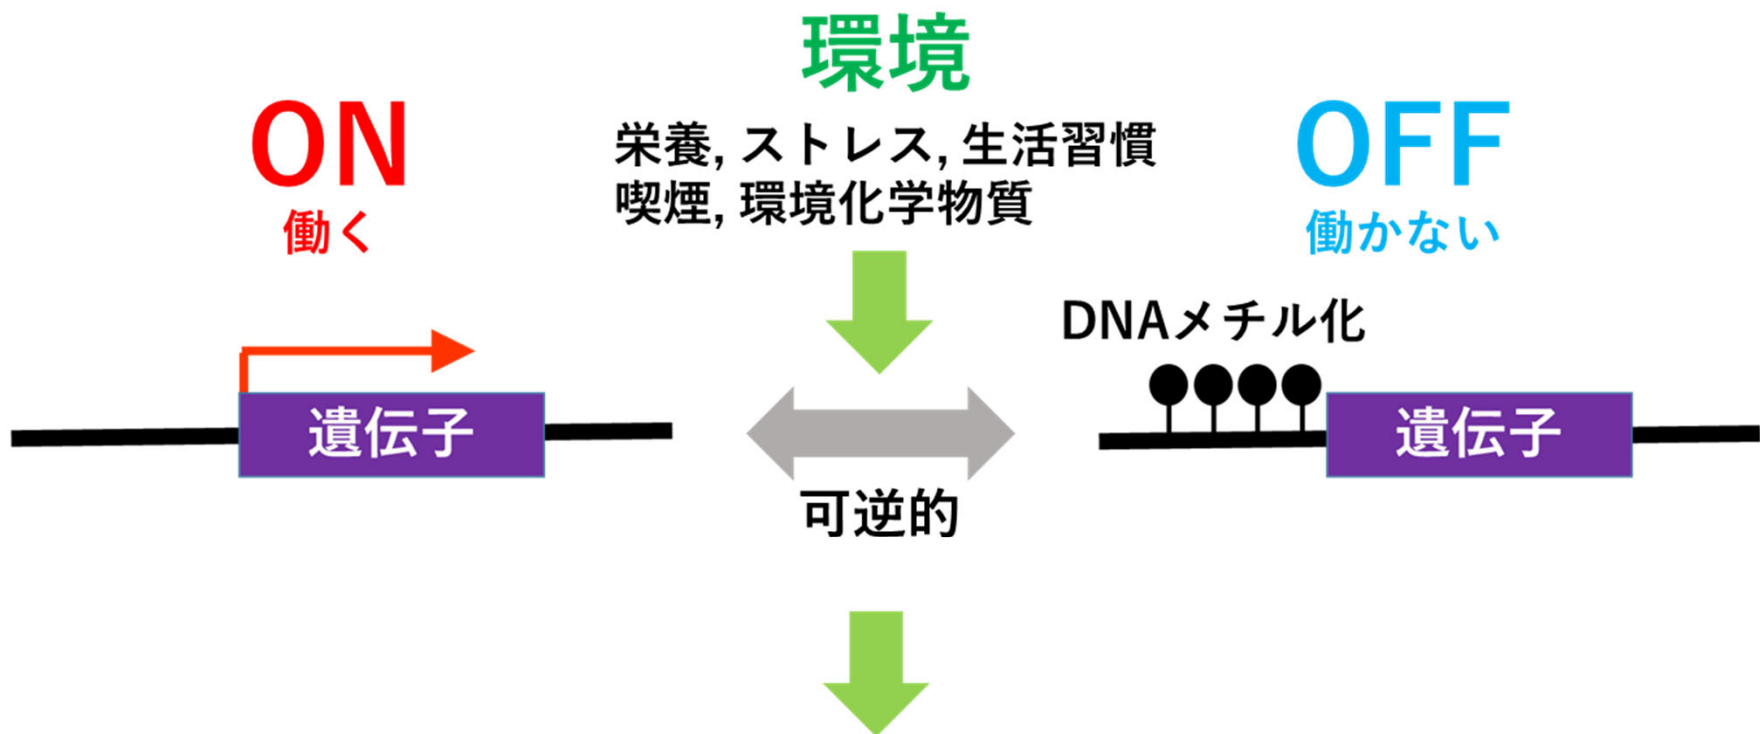 環境
ON
働く
栄養, ストレス, 生活習慣
喫煙, 環境化学物質
OFF
働かない
DNAメチル化
遺伝子
可逆的
遺伝子